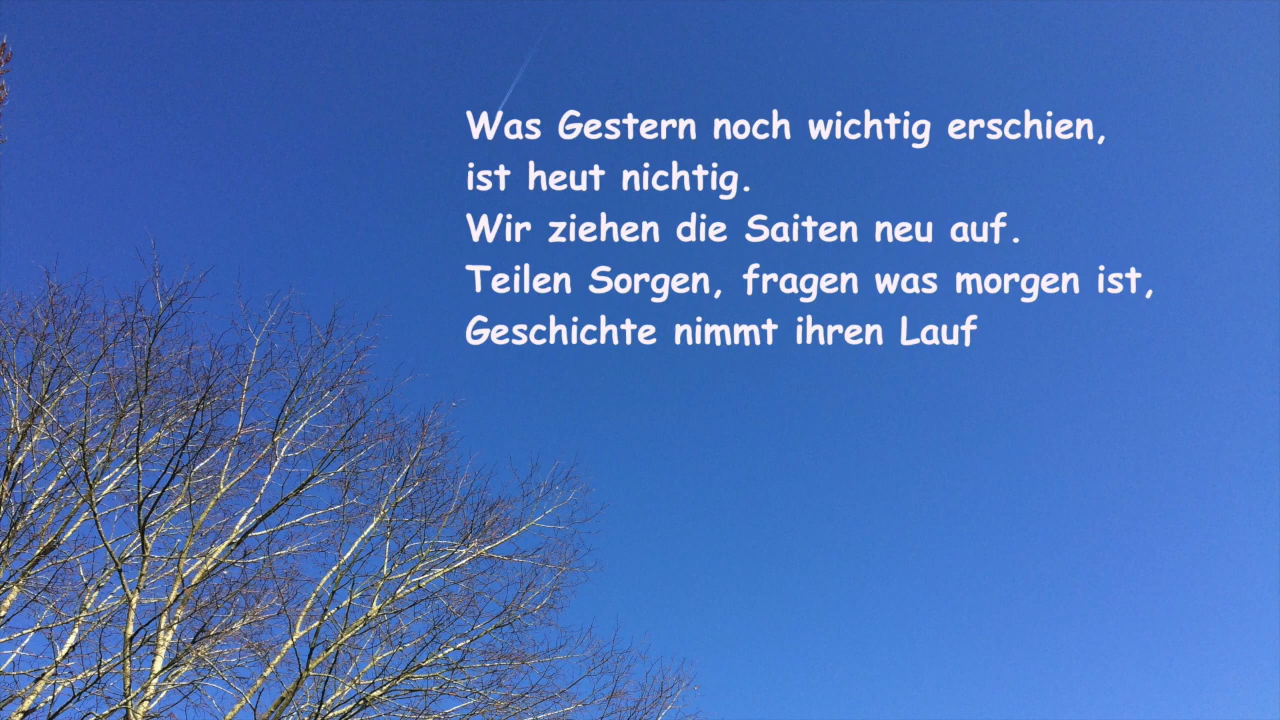 Was Gestern noch wichtig erschien,
ist heut nichtig.
Wir ziehen die Saiten neu auf.
Teilen Sorgen, fragen was morgen ist,
Geschichte nimmt ihren Lauf